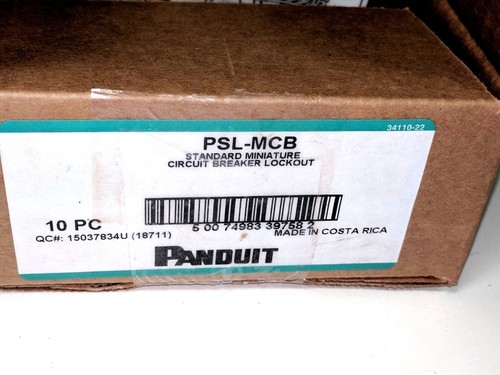 34110-22
PSL-MCB
STANDARD MINIATURE
CIRCUIT BREAKER LOCKOUT
10 PC
5 00 74983 39758 2
QC#: 15037834U (18711)
MADE IN COSTA RICA
PANDUIT